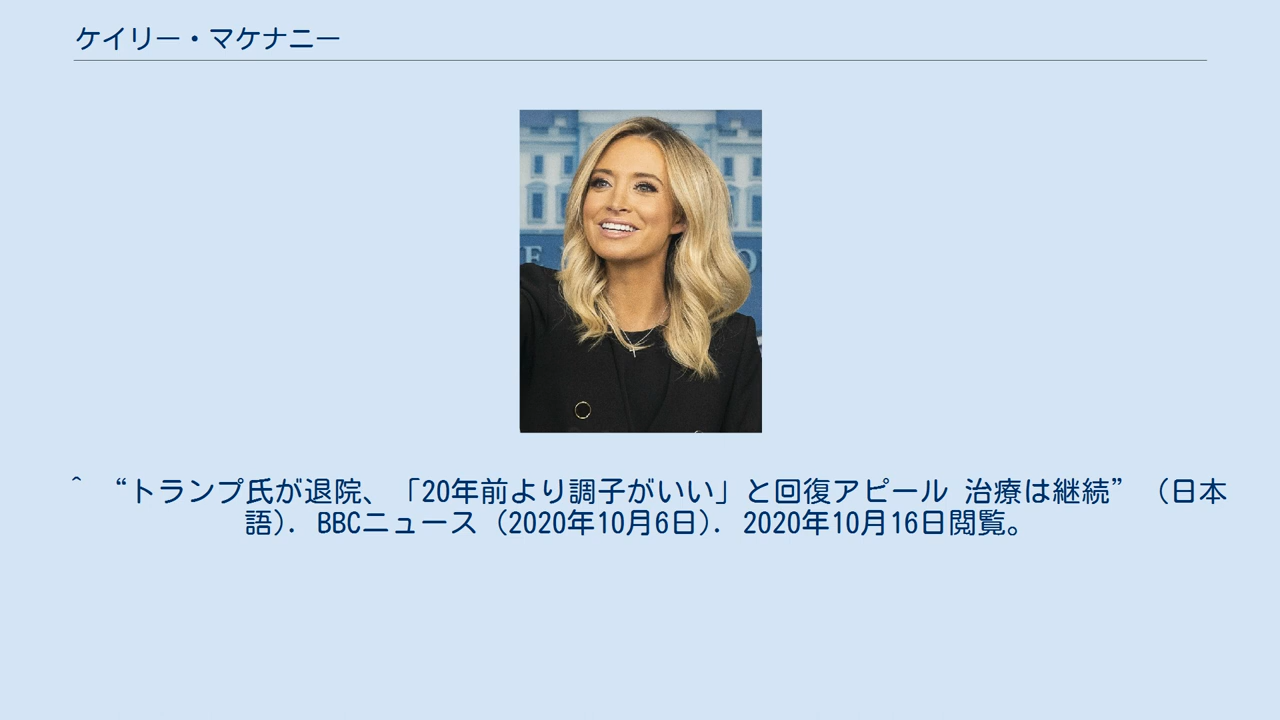 ケイリー・マケナニー
^ “トランプ氏が退院、「20年前より調子がいい」と回復アピール 治療は継続” (日本
語). BBCニュース (2020年10月6日). 2020年10月16日閲覧。